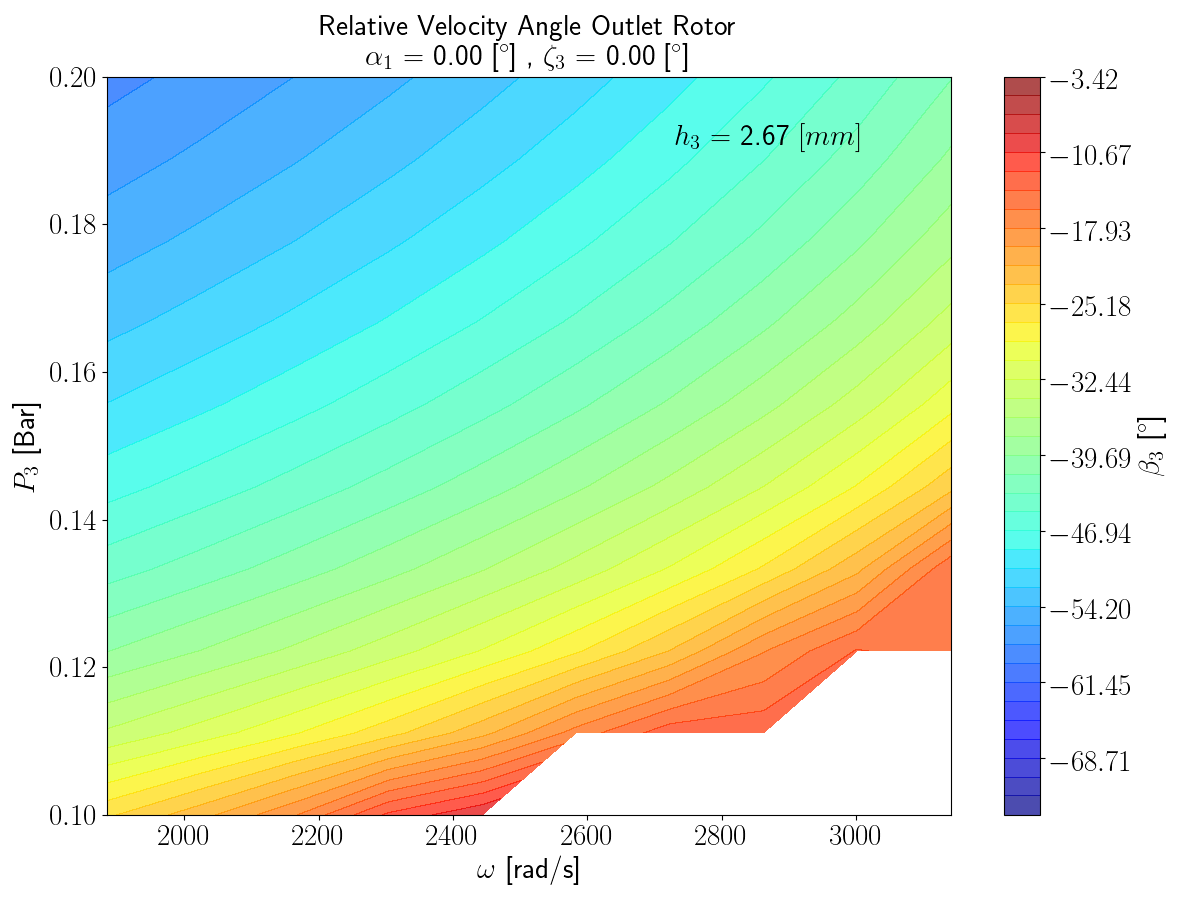 Relative Velocity Angle Outlet Rotor
α₁ = 0.00 [°] , ζ₃ = 0.00 [°]
h₃ = 2.67 [mm]
0.20
0.18
0.16
0.14
0.12
0.10
P₃ [Bar]
2000 2200 2400 2600 2800 3000
ω [rad/s]
−3.42
−10.67
−17.93
−25.18
−32.44
−39.69
−46.94
−54.20
−61.45
−68.71
β₃ [°]